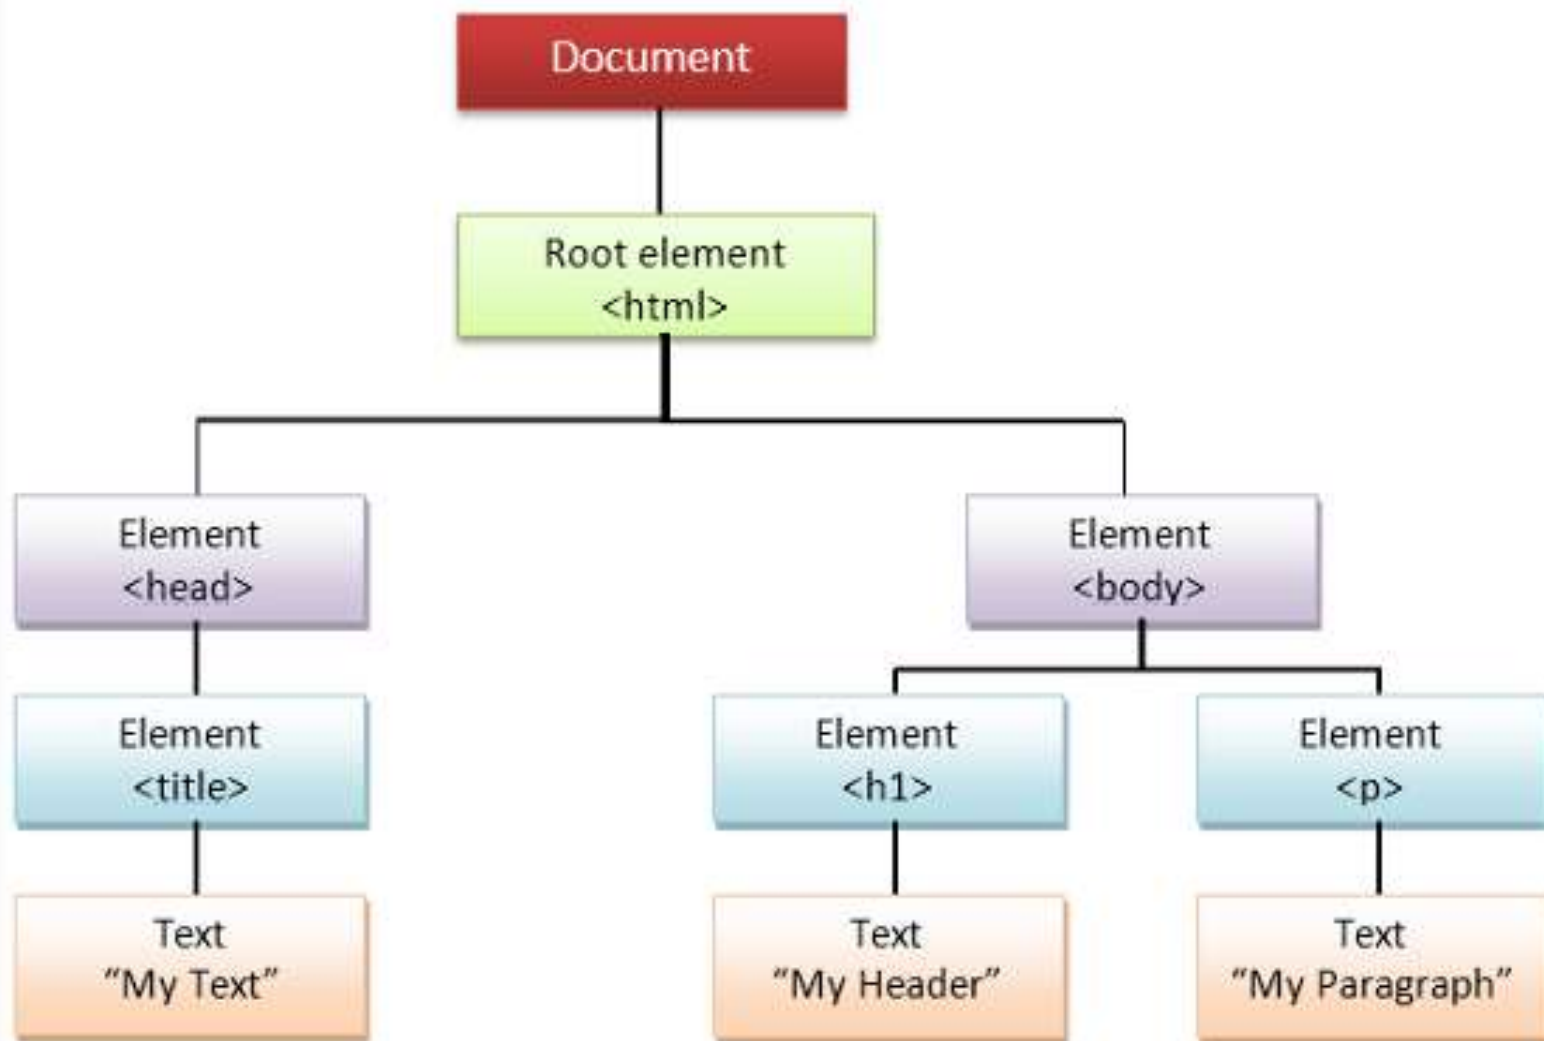 Document
Root element
<html>
Element
<head>
Element
<body>
Element
<title>
Element
<h1>
Element
<p>
Text
“My Text”
Text
“My Header”
Text
“My Paragraph”